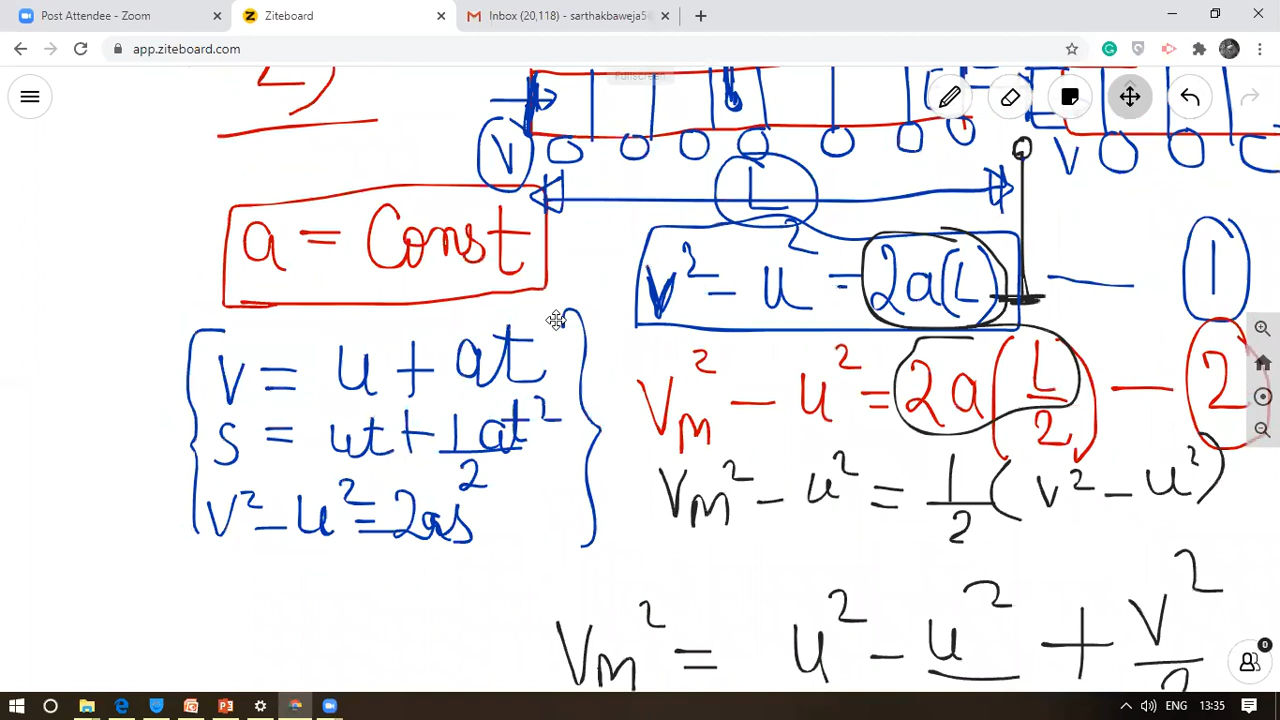 Post Attendee - Zoom
Ziteboard
Inbox (20,118) - sarthakbaweja5
app.ziteboard.com
Fullscreen
V
V
L
a = Const
v² - u² = 2a(L) — 1
v = u + at
s = ut + 1/2 at²
v² - u² = 2as
Vm² - u² = 2a (L/2) — 2
Vm² - u² = 1/2 (v² - u²)
Vm² = u² - u² + v²
0
ENG
13:35